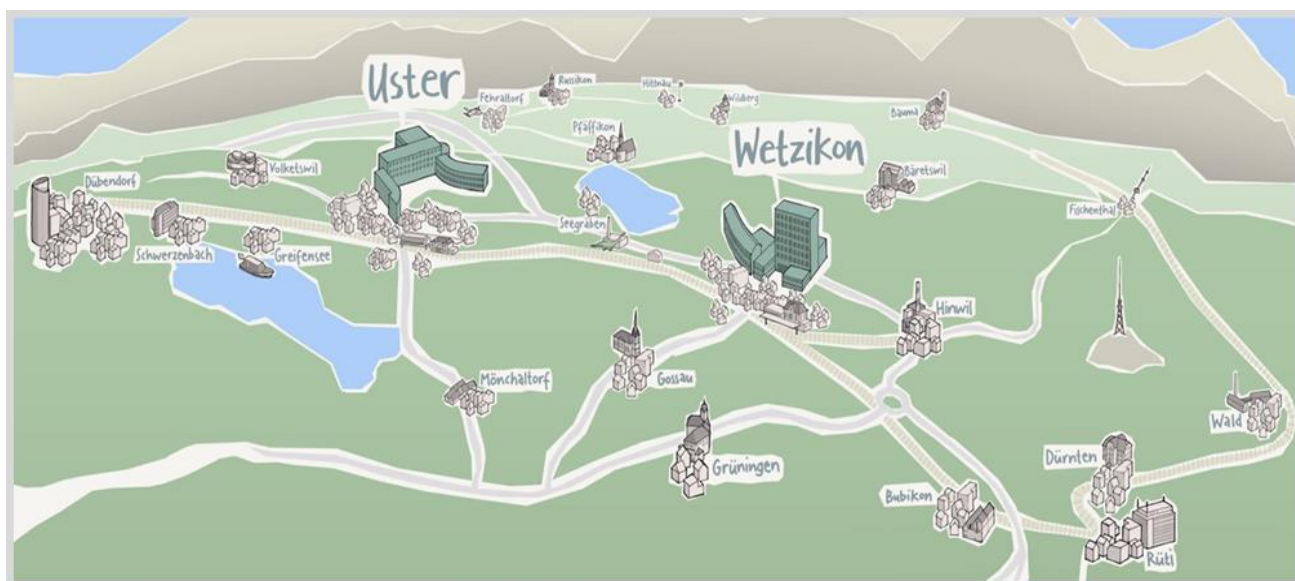 Uster
Russikon
Hittnau
Wildberg
Fehraltorf
Bauma
Pfäffikon
Wetzikon
Volketswil
Bäretswil
Dübendorf
Fischenthal
Seegräben
Schwerzenbach
Greifensee
Hinwil
Mönchaltorf
Gossau
Wald
Grüningen
Dürnten
Bubikon
Rüti